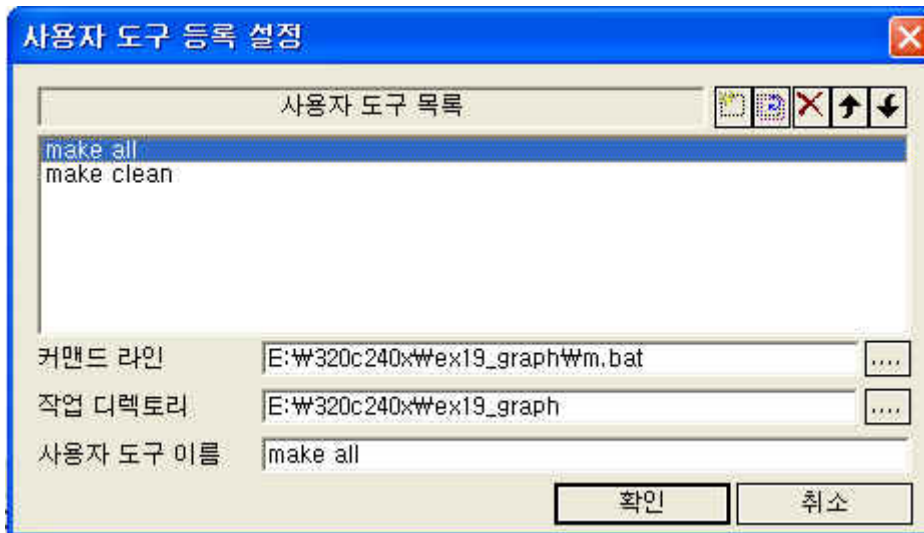 사용자 도구 등록 설정
사용자 도구 목록
make all
make clean
커맨드 라인 E:₩320c240x₩ex19_graph₩m.bat ....
작업 디렉토리 E:₩320c240x₩ex19_graph ....
사용자 도구 이름 make all
확인 취소